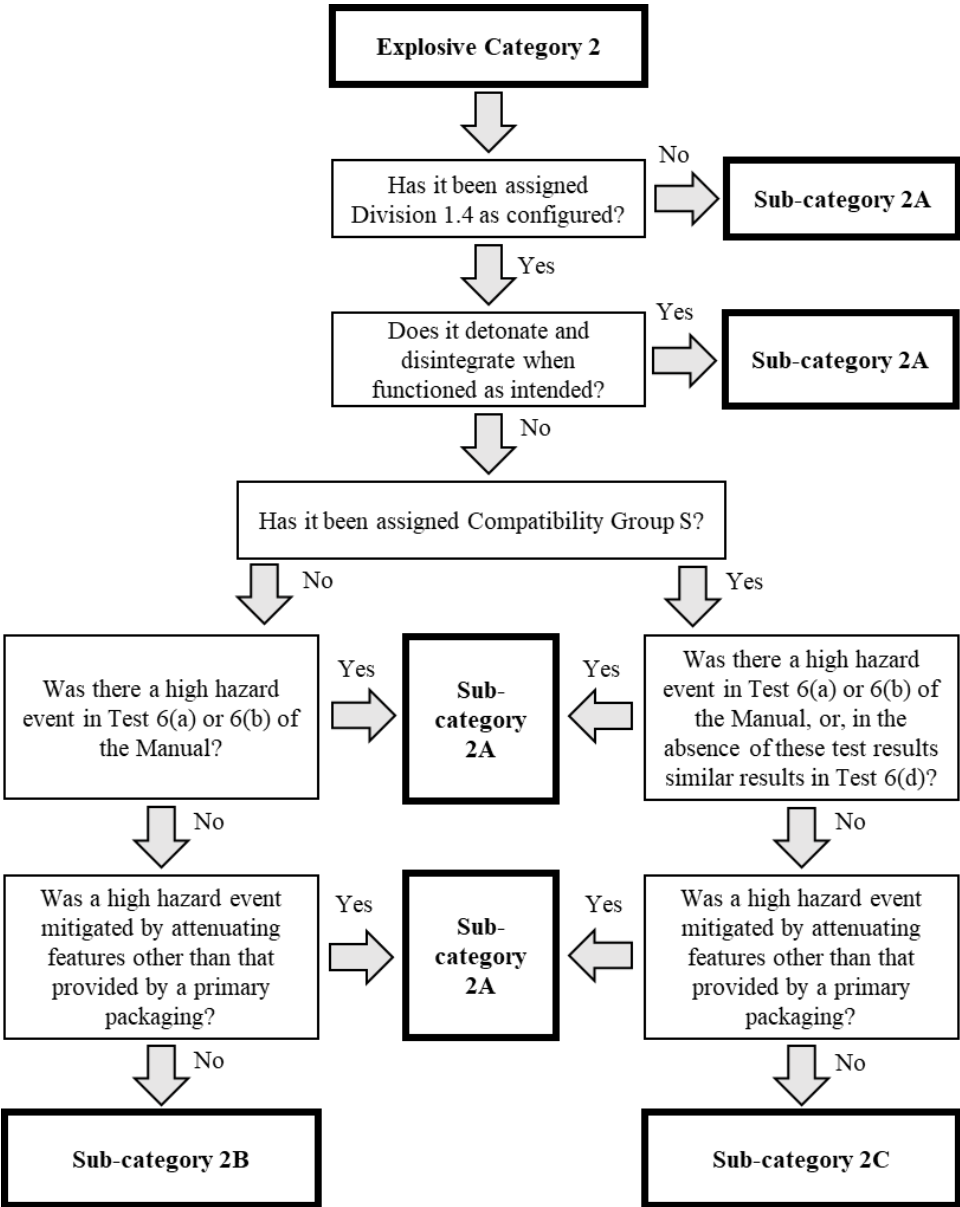 Explosive Category 2
No
Has it been assigned
Division 1.4 as configured?
Sub-category 2A
Yes
Yes
Does it detonate and
disintegrate when
functioned as intended?
Sub-category 2A
No
Has it been assigned Compatibility Group S?
No
Yes
Was there a high hazard
event in Test 6(a) or 6(b) of
the Manual?
Yes
Sub-
category
2A
Yes
Was there a high hazard
event in Test 6(a) or 6(b) of
the Manual, or, in the
absence of these test results
similar results in Test 6(d)?
No
No
Was a high hazard event
mitigated by attenuating
features other than that
provided by a primary
packaging?
Yes
Sub-
category
2A
Yes
Was a high hazard event
mitigated by attenuating
features other than that
provided by a primary
packaging?
No
No
Sub-category 2B
Sub-category 2C